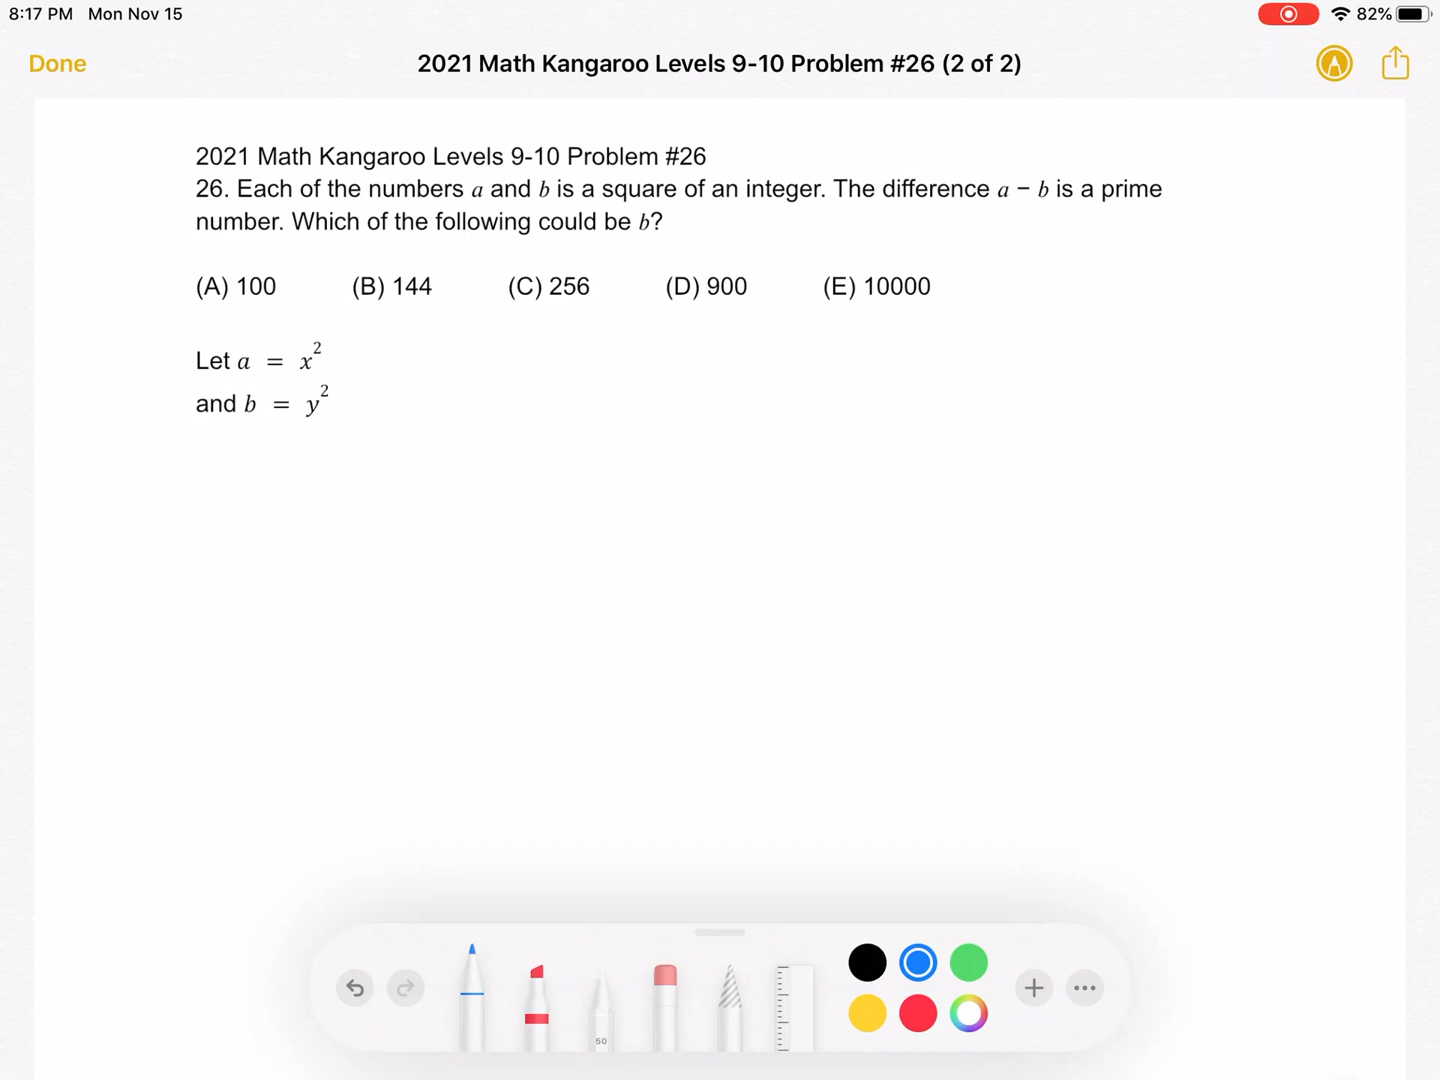 8:17 PM Mon Nov 15 82%
Done 2021 Math Kangaroo Levels 9-10 Problem #26 (2 of 2)
2021 Math Kangaroo Levels 9-10 Problem #26
26. Each of the numbers a and b is a square of an integer. The difference a − b is a prime
number. Which of the following could be b?
(A) 100 (B) 144 (C) 256 (D) 900 (E) 10000
Let a = x²
and b = y²
50